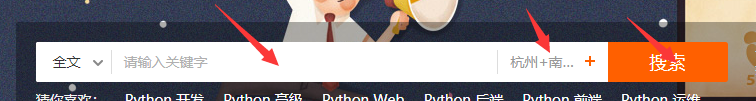 全文 请输入关键字 杭州+南... + 搜索
猜你喜欢： Python 开发 Python 高级 Python Web Python 后端 Python 前端 Python 运维
5